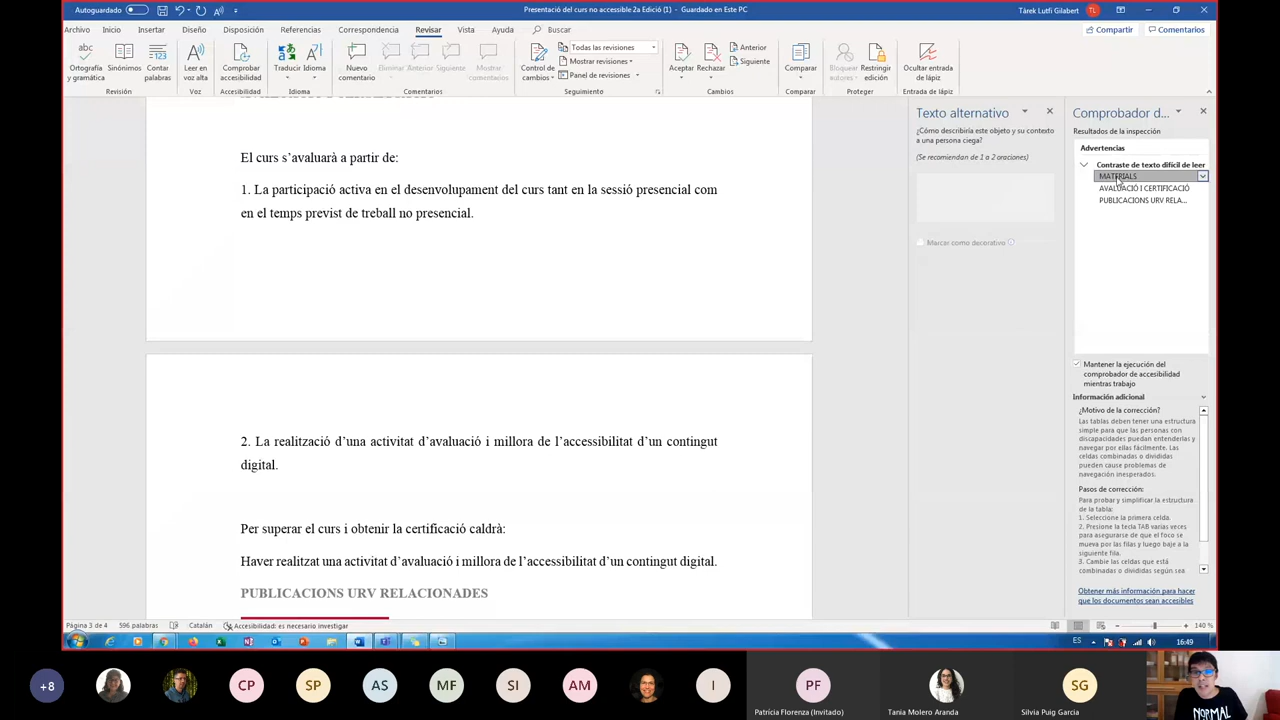 Autoguardado
Presentació del curs no accessible 2a Edició (1) - Guardado en Este PC
Tárek Lutfi Gilabert
TL
Archivo Inicio Insertar Diseño Disposición Referencias Correspondencia Revisar Vista Ayuda Buscar
Compartir Comentarios
Ortografía y gramática
Sinónimos
Contar palabras
Leer en voz alta
Comprobar accesibilidad
Traducir
Idioma
Nuevo comentario
Eliminar
Anterior
Siguiente
Mostrar comentarios
Control de cambios
Todas las revisiones
Mostrar revisiones
Panel de revisiones
Aceptar
Rechazar
Anterior
Siguiente
Comparar
Bloquear autores
Restringir edición
Ocultar entrada de lápiz
Revisión Voz Accesibilidad Idioma Comentarios Seguimiento Cambios Comparar Proteger Entrada de lápiz
El curs s’avaluarà a partir de:
1. La participació activa en el desenvolupament del curs tant en la sessió presencial com
en el temps previst de treball no presencial.
2. La realització d’una activitat d’avaluació i millora de l’accessibilitat d’un contingut
digital.
Per superar el curs i obtenir la certificació caldrà:
Haver realitzat una activitat d’avaluació i millora de l’accessibilitat d’un contingut digital.
PUBLICACIONS URV RELACIONADES
Texto alternativo
¿Cómo describiría este objeto y su contexto
a una persona ciega?
(Se recomiendan de 1 a 2 oraciones)
Marcar como decorativo
Comprobador d...
Resultados de la inspección
Advertencias
Contraste de texto difícil de leer
MATERIALS
AVALUACIÓ I CERTIFICACIÓ
PUBLICACIONS URV RELA...
Mantener la ejecución del
comprobador de accesibilidad
mientras trabajo
Información adicional
¿Motivo de la corrección?
Las tablas deben tener una estructura
simple para que las personas con
discapacidades puedan entenderlas y
navegar por ellas fácilmente. Las
celdas combinadas o divididas
pueden causar problemas de
navegación inesperados.
Pasos de corrección:
Para probar y simplificar la estructura
de la tabla:
1. Seleccione la primera celda.
2. Presione la tecla TAB varias veces
para asegurarse de que el foco se
mueva por las filas y luego baje a la
siguiente fila.
3. Cambie las celdas que está
combinadas o divididas según sea
Obtener más información para hacer
que los documentos sean accesibles
Página 3 de 4 596 palabras Catalán Accesibilidad: es necesario investigar
140 %
ES
16:49
+8
CP
SP
AS
MF
SI
AM
I
PF
SG
Patrícia Florenza (Invitado)
Tania Molero Aranda
Silvia Puig Garcia
NORMAL